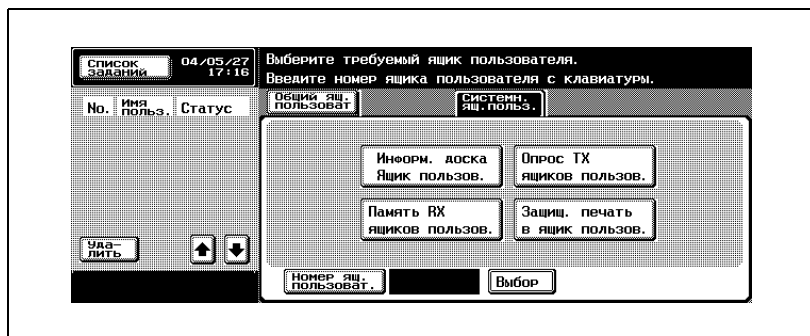 Список
заданий
04/05/27
17:16
Выберите требуемый ящик пользователя.
Введите номер ящика пользователя с клавиатуры.
No.
Имя
польз.
Статус
Общий ящ.
пользоват
Системн.
ящ.польз.
Информ. доска
Ящик пользов.
Опрос TX
ящиков пользов.
Память RX
ящиков пользов.
Защищ. печать
в ящик пользов.
Уда-
лить
Номер ящ.
пользоват.
Выбор